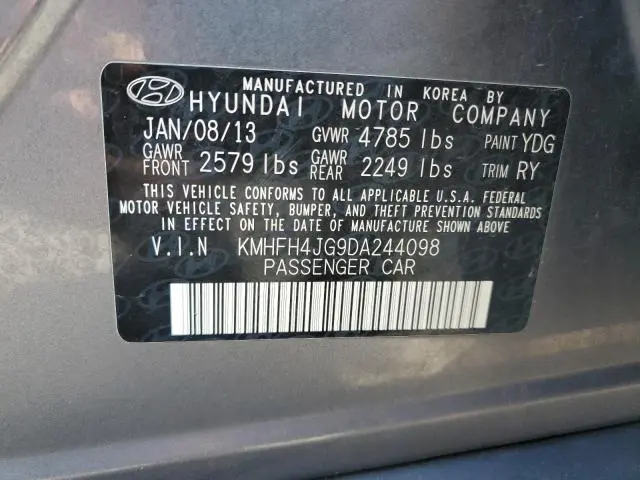 MANUFACTURED IN KOREA BY
HYUNDAI MOTOR COMPANY
JAN/08/13 GVWR 4785 lbs PAINT YDG
GAWR FRONT 2579 lbs GAWR REAR 2249 lbs TRIM RY
THIS VEHICLE CONFORMS TO ALL APPLICABLE U.S.A. FEDERAL
MOTOR VEHICLE SAFETY, BUMPER, AND THEFT PREVENTION STANDARDS
IN EFFECT ON THE DATE OF MANUFACTURE SHOWN ABOVE
V.I.N KMHFH4JG9DA244098
PASSENGER CAR